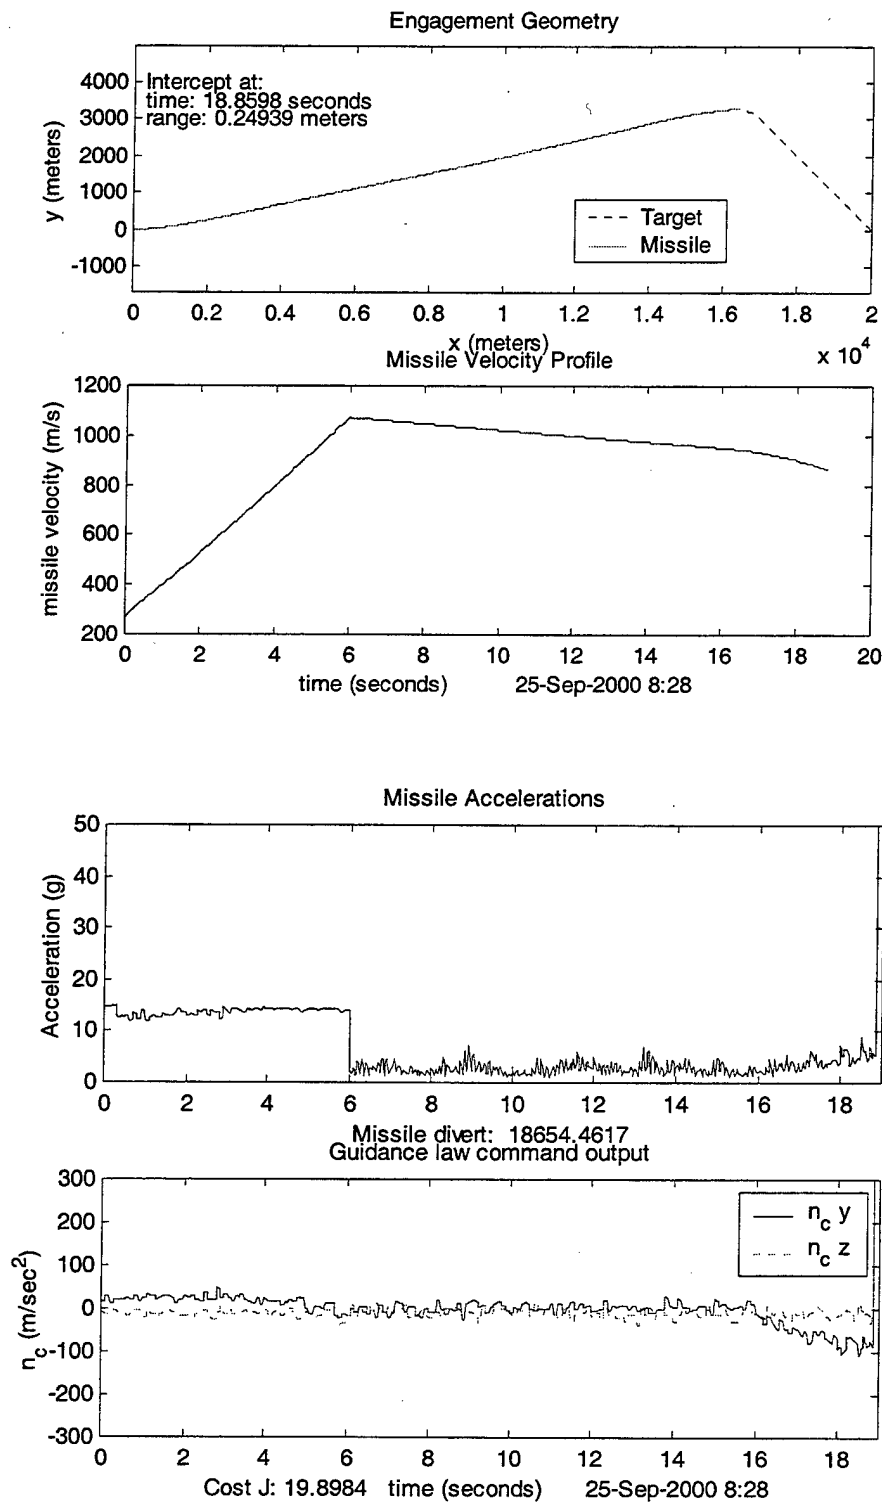 Engagement Geometry
4000
3000
2000
1000
0
-1000
y (meters)
Intercept at:
time: 18.8598 seconds
range: 0.24939 meters
Target
Missile
0 0.2 0.4 0.6 0.8 1 1.2 1.4 1.6 1.8 2
x (meters)
x 10^4
Missile Velocity Profile
1200
1000
800
600
400
200
missile velocity (m/s)
0 2 4 6 8 10 12 14 16 18 20
time (seconds) 25-Sep-2000 8:28
Missile Accelerations
50
40
30
20
10
0
Acceleration (g)
0 2 4 6 8 10 12 14 16 18
Missile divert: 18654.4617
Guidance law command output
300
200
100
0
-100
-200
-300
n_c (m/sec^2)
n_c y
n_c z
0 2 4 6 8 10 12 14 16 18
Cost J: 19.8984 time (seconds) 25-Sep-2000 8:28